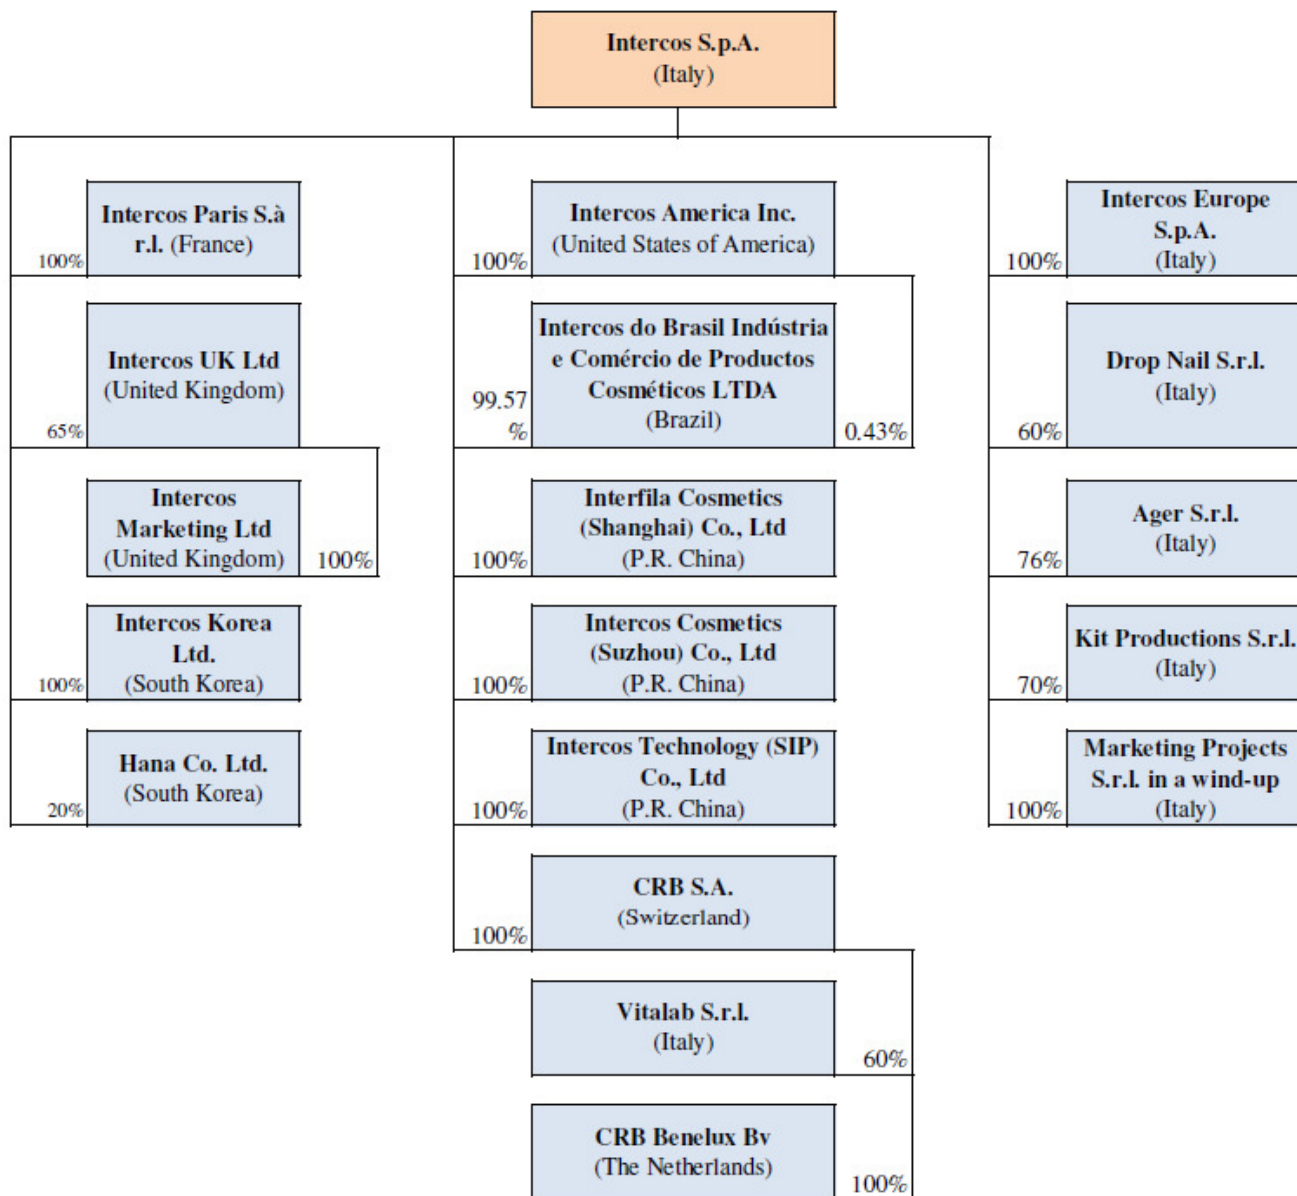 Intercos S.p.A.
(Italy)
Intercos Paris S.à
r.l. (France)
100%
Intercos UK Ltd
(United Kingdom)
65%
Intercos
Marketing Ltd
(United Kingdom)
100%
Intercos Korea
Ltd.
(South Korea)
100%
Hana Co. Ltd.
(South Korea)
20%
Intercos America Inc.
(United States of America)
100%
Intercos do Brasil Indústria
e Comércio de Productos
Cosméticos LTDA
(Brazil)
99.57
%
0.43%
Interfila Cosmetics
(Shanghai) Co., Ltd
(P.R. China)
100%
Intercos Cosmetics
(Suzhou) Co., Ltd
(P.R. China)
100%
Intercos Technology (SIP)
Co., Ltd
(P.R. China)
100%
CRB S.A.
(Switzerland)
100%
Vitalab S.r.l.
(Italy)
60%
CRB Benelux Bv
(The Netherlands)
100%
Intercos Europe
S.p.A.
(Italy)
100%
Drop Nail S.r.l.
(Italy)
60%
Ager S.r.l.
(Italy)
76%
Kit Productions S.r.l.
(Italy)
70%
Marketing Projects
S.r.l. in a wind-up
(Italy)
100%